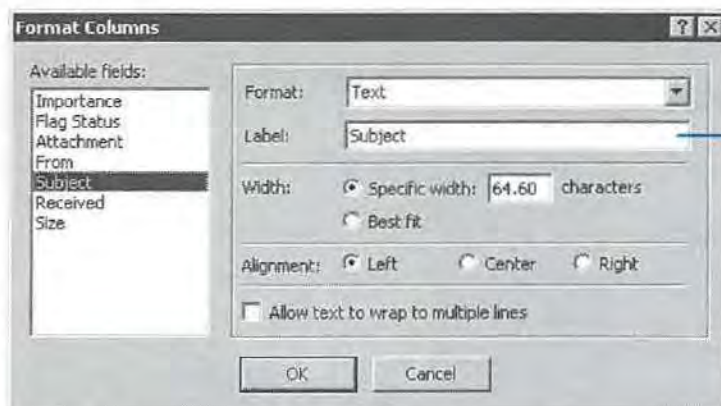 Format Columns
Available fields:
Importance
Flag Status
Attachment
From
Subject
Received
Size
Format: Text
Label: Subject
Width: Specific width: 64.60 characters
Best fit
Alignment: Left Center Right
Allow text to wrap to multiple lines
OK Cancel